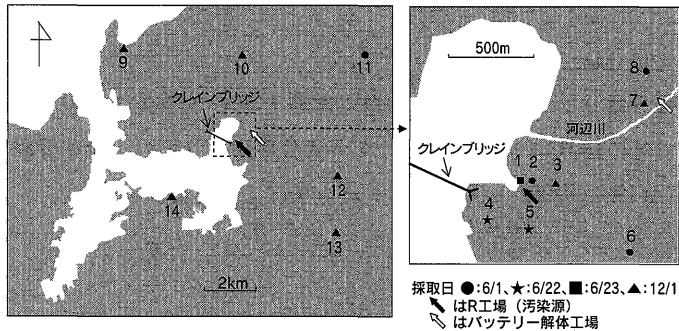 9
10
11
クレインブリッジ
12
14
13
2km
500m
8
7
河辺川
クレインブリッジ
1 2 3
4
5
6
採取日 ●:6/1、★:6/22、■:6/23、▲:12/1
はR工場（汚染源）
はバッテリー解体工場